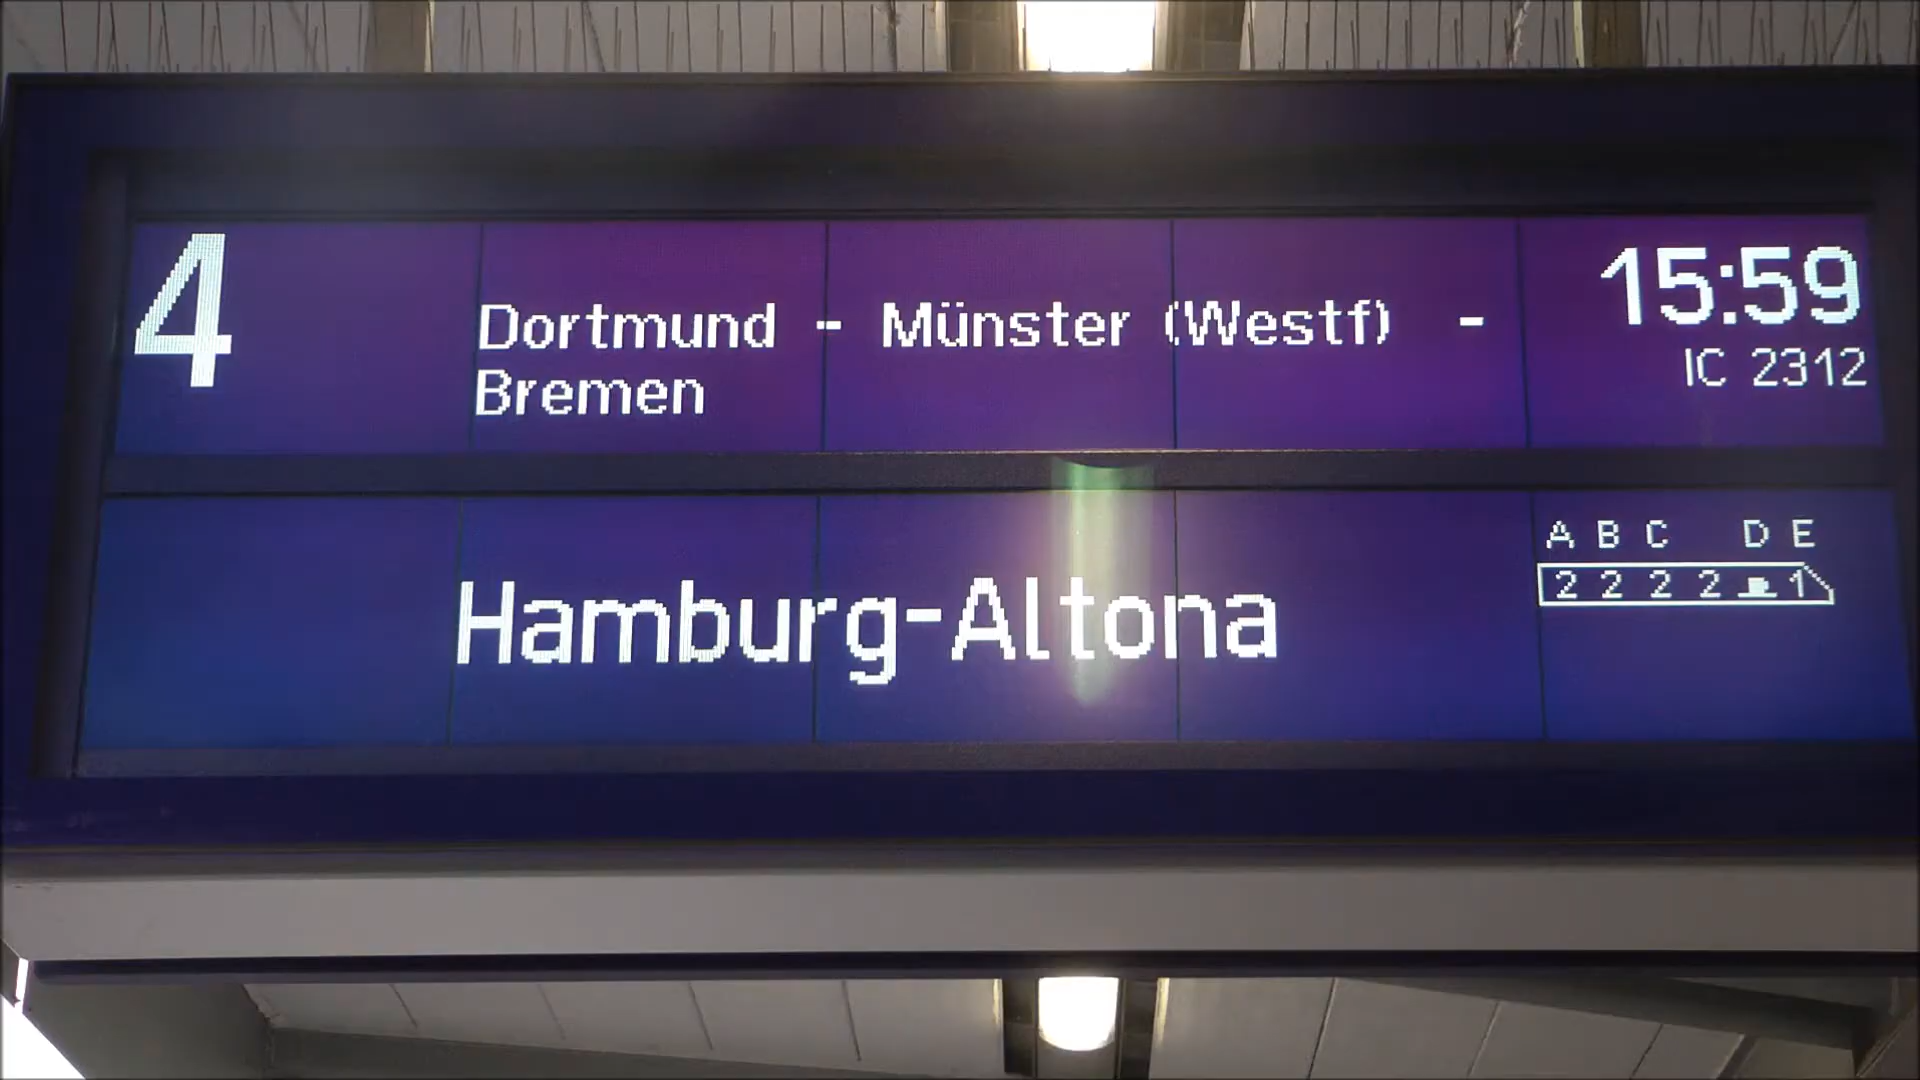 4
Dortmund - Münster (Westf) -
Bremen
15:59
IC 2312
Hamburg-Altona
A B C D E
2 2 2 2 1